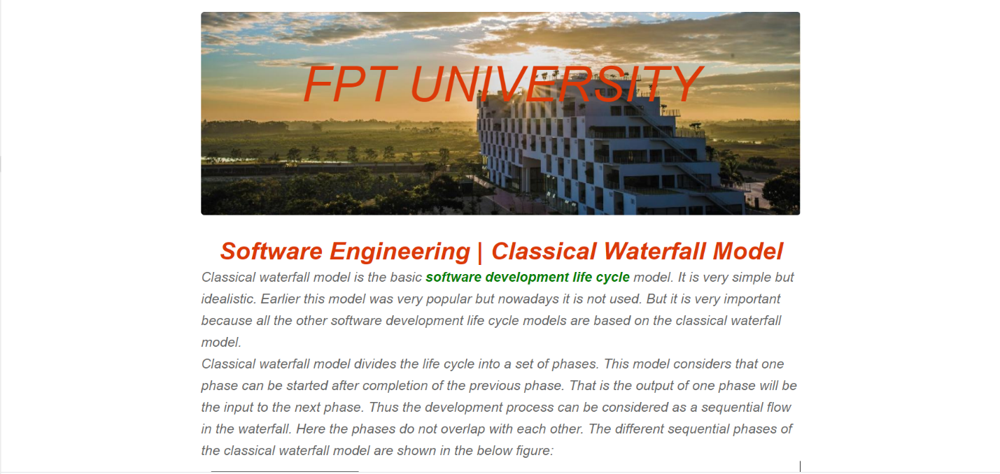 FPT UNIVERSITY
Software Engineering | Classical Waterfall Model
Classical waterfall model is the basic software development life cycle model. It is very simple but
idealistic. Earlier this model was very popular but nowadays it is not used. But it is very important
because all the other software development life cycle models are based on the classical waterfall
model.
Classical waterfall model divides the life cycle into a set of phases. This model considers that one
phase can be started after completion of the previous phase. That is the output of one phase will be
the input to the next phase. Thus the development process can be considered as a sequential flow
in the waterfall. Here the phases do not overlap with each other. The different sequential phases of
the classical waterfall model are shown in the below figure: